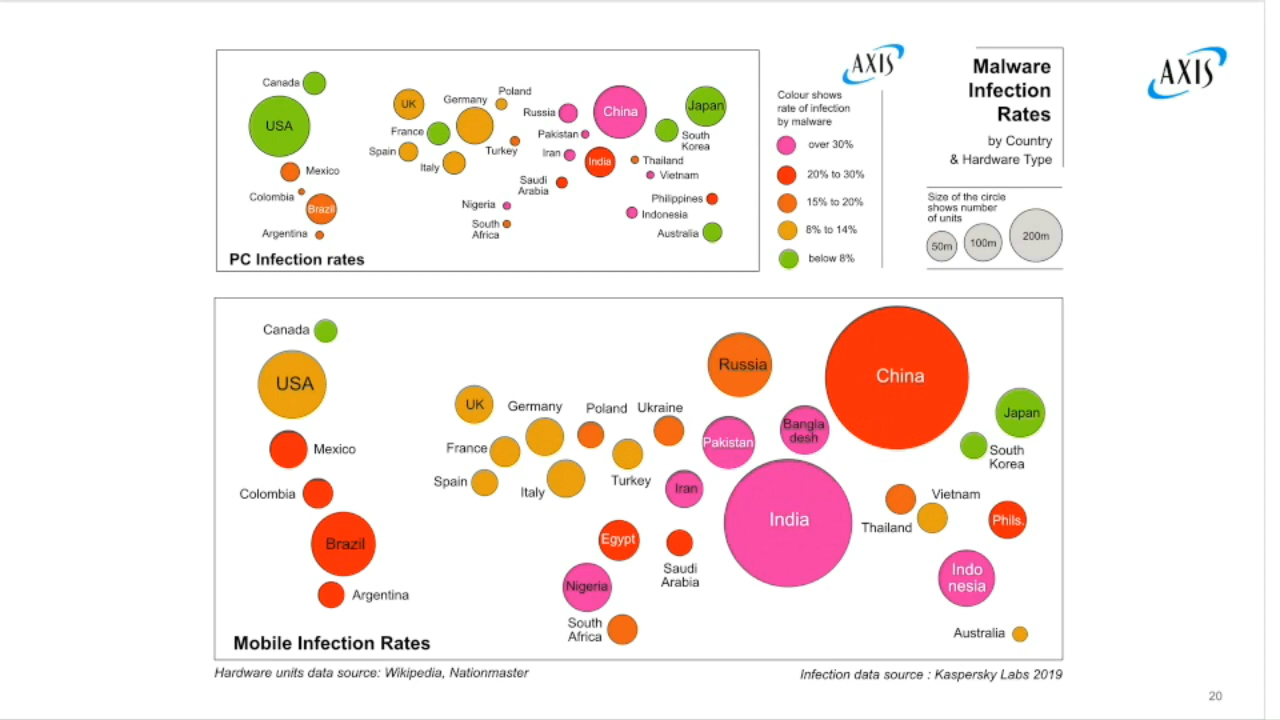 Canada
USA
Mexico
Colombia
Brazil
Argentina
UK
Germany
Poland
France
Spain
Italy
Turkey
Nigeria
South
Africa
Russia
China
Japan
Pakistan
South
Korea
Iran
India
Thailand
Vietnam
Saudi
Arabia
Philippines
Indonesia
Australia
PC Infection rates
AXIS
Colour shows
rate of infection
by malware
over 30%
20% to 30%
15% to 20%
8% to 14%
below 8%
Malware
Infection
Rates
by Country
& Hardware Type
Size of the circle
shows number
of units
50m
100m
200m
AXIS
Canada
USA
Mexico
Colombia
Brazil
Argentina
UK
Germany
Poland
Ukraine
France
Spain
Italy
Turkey
Russia
China
Pakistan
Bangla
desh
Japan
South
Korea
Iran
India
Vietnam
Thailand
Phils.
Egypt
Saudi
Arabia
Nigeria
Indo
nesia
South
Africa
Australia
Mobile Infection Rates
Hardware units data source: Wikipedia, Nationmaster
Infection data source : Kaspersky Labs 2019
20